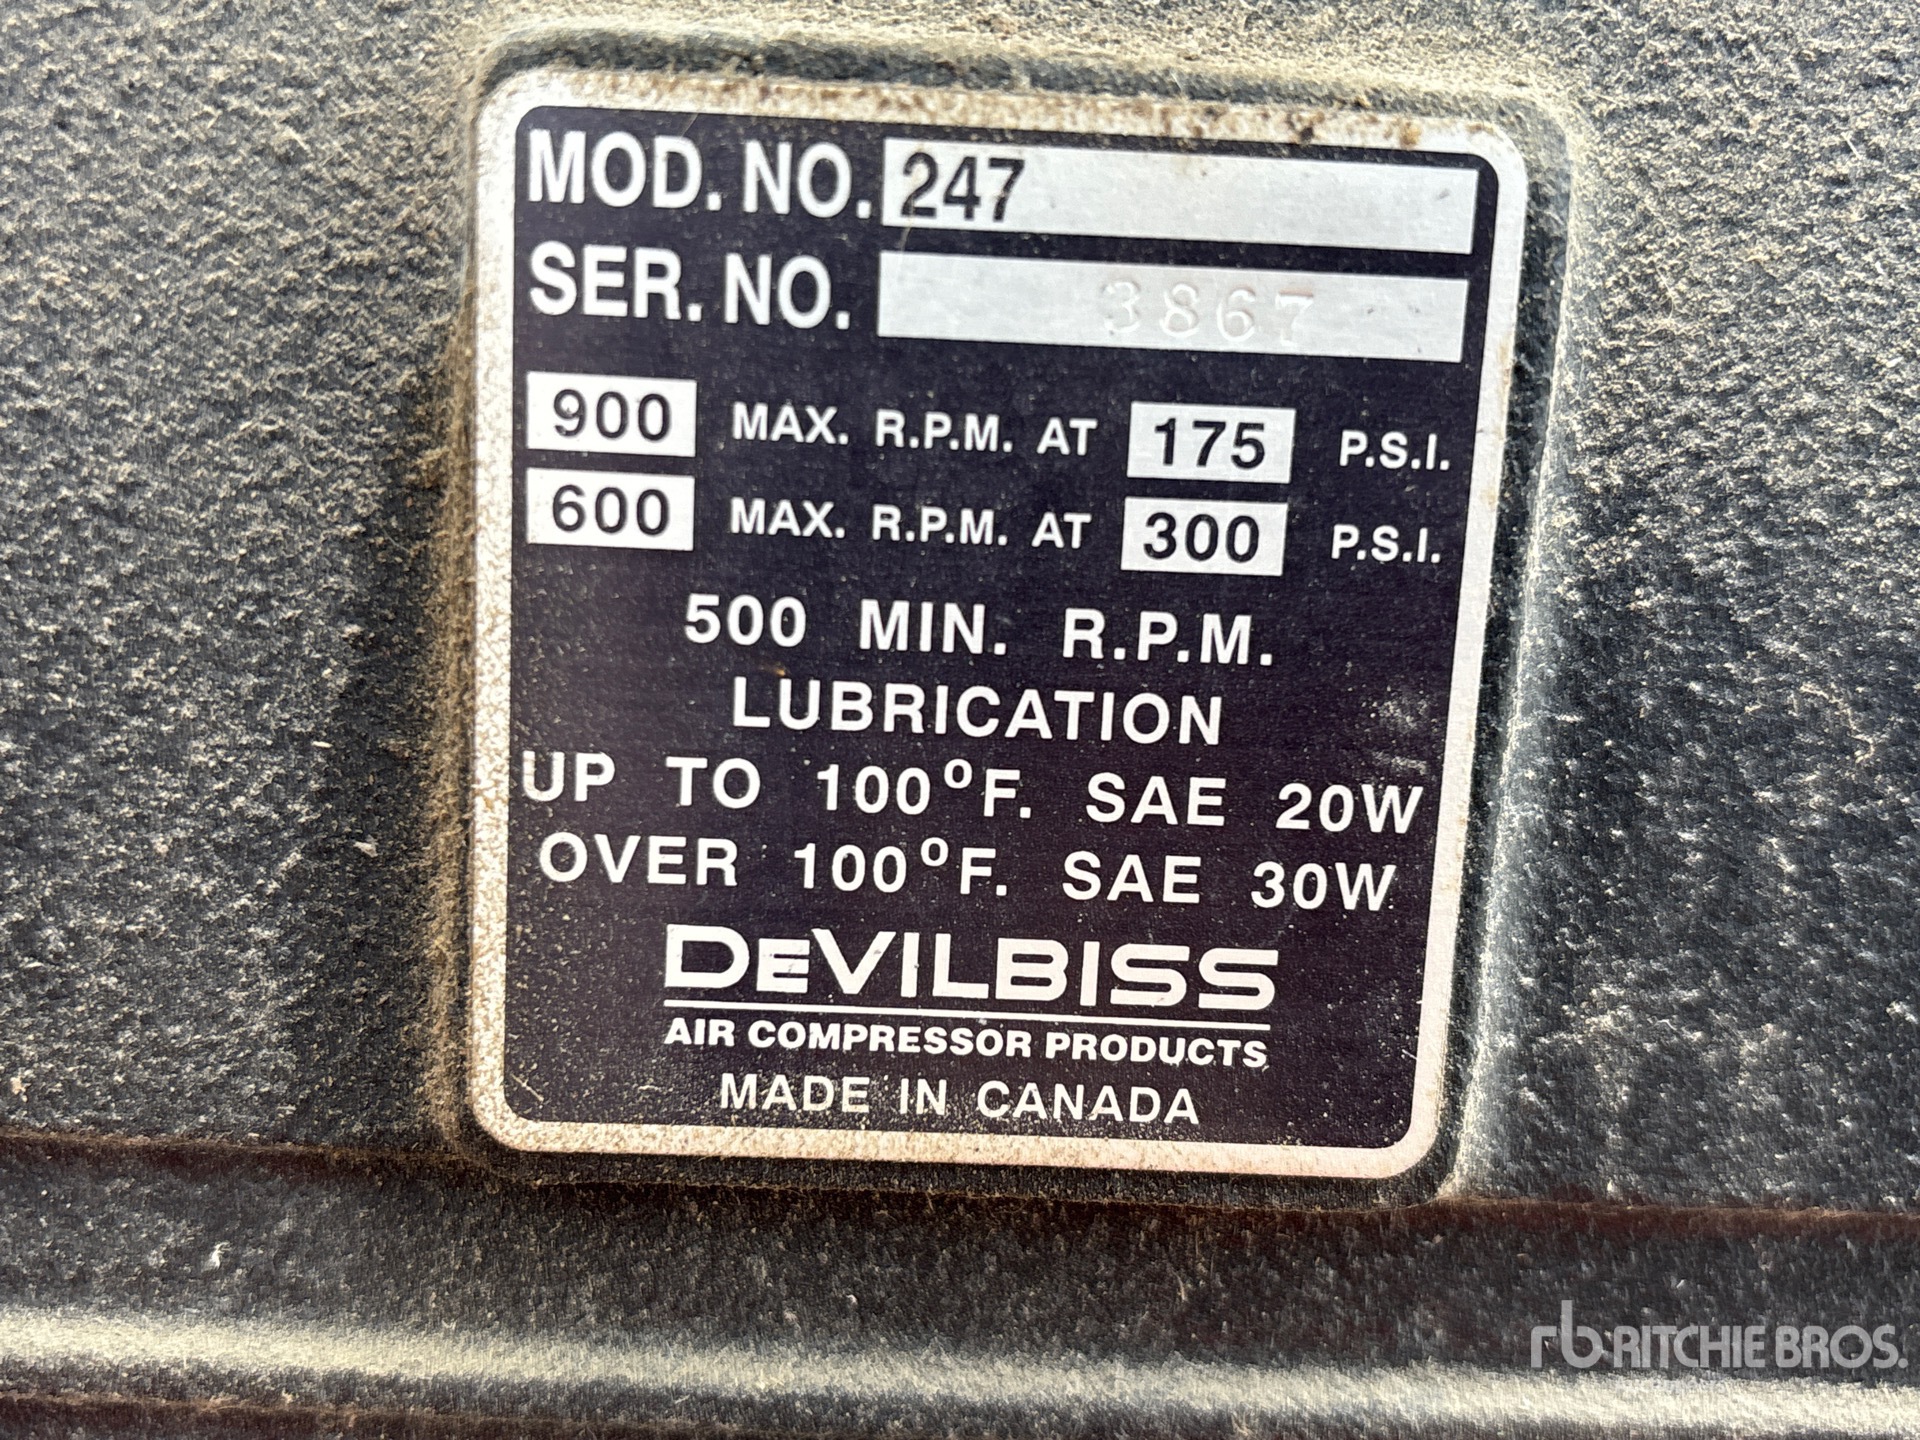 MOD. NO. 247
SER. NO. 3867
900 MAX. R.P.M. AT 175 P.S.I.
600 MAX. R.P.M. AT 300 P.S.I.
500 MIN. R.P.M.
LUBRICATION
UP TO 100°F. SAE 20W
OVER 100°F. SAE 30W
DeVILBISS
AIR COMPRESSOR PRODUCTS
MADE IN CANADA
rb RITCHIE BROS.